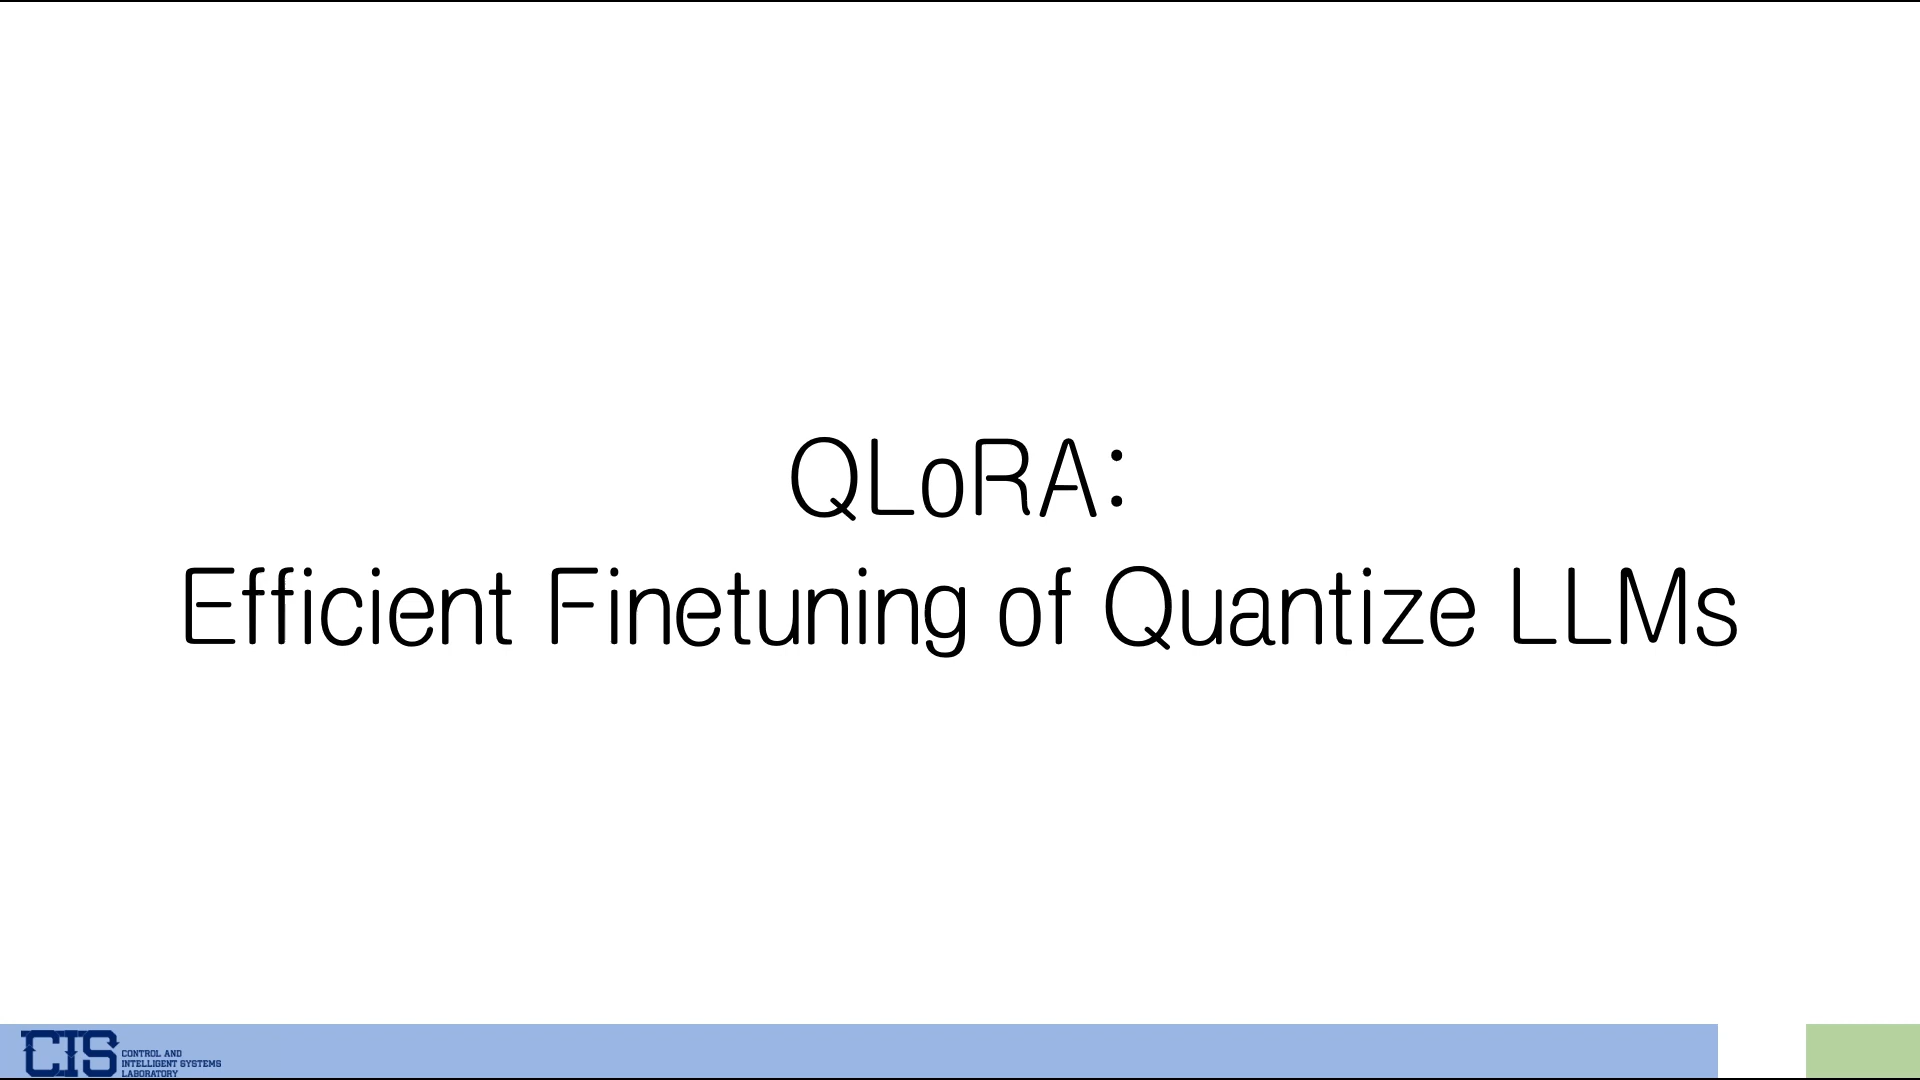 QLoRA:
Efficient Finetuning of Quantize LLMs
CIS
CONTROL AND
INTELLIGENT SYSTEMS
LABORATORY